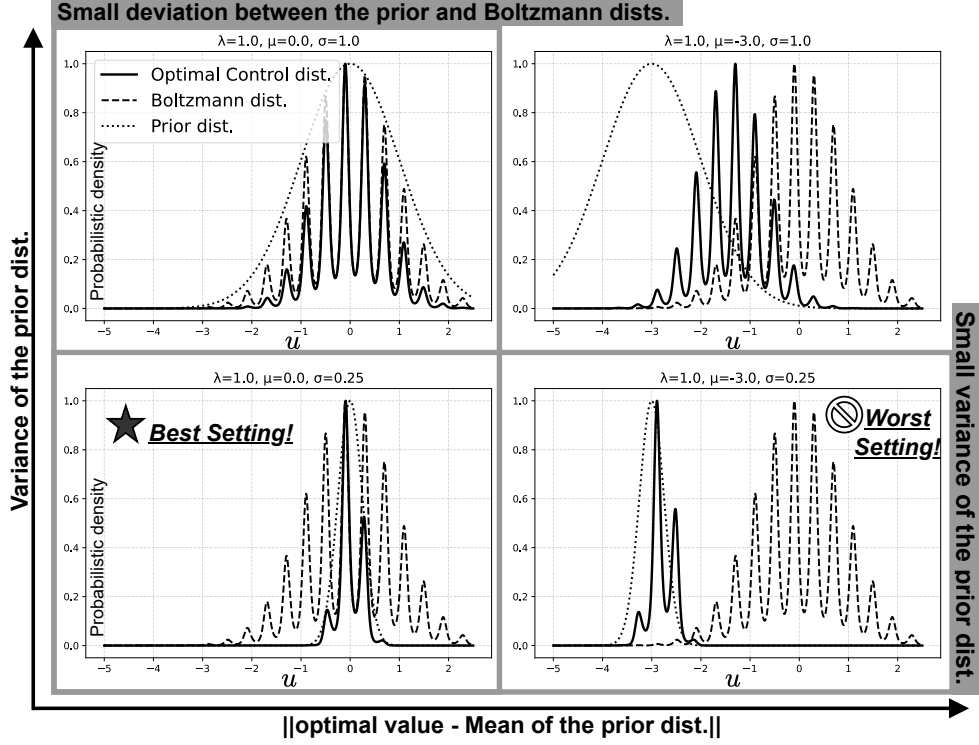 Small deviation between the prior and Boltzmann dists.
λ=1.0, μ=0.0, σ=1.0
Optimal Control dist.
Boltzmann dist.
Prior dist.
Probabilistic density
1.0
0.8
0.6
0.4
0.2
0.0
−5 −4 −3 −2 −1 0 1 2
u
λ=1.0, μ=-3.0, σ=1.0
1.0
0.8
0.6
0.4
0.2
0.0
−5 −4 −3 −2 −1 0 1 2
u
λ=1.0, μ=0.0, σ=0.25
Best Setting!
Probabilistic density
1.0
0.8
0.6
0.4
0.2
0.0
−5 −4 −3 −2 −1 0 1 2
u
λ=1.0, μ=-3.0, σ=0.25
Worst
Setting!
1.0
0.8
0.6
0.4
0.2
0.0
−5 −4 −3 −2 −1 0 1 2
u
Variance of the prior dist.
Small variance of the prior dist.
||optimal value - Mean of the prior dist.||